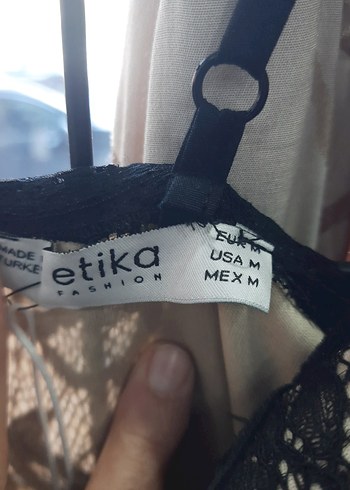 MADE
TURKE
etika
FASHION
EUR M
USA M
MEX M